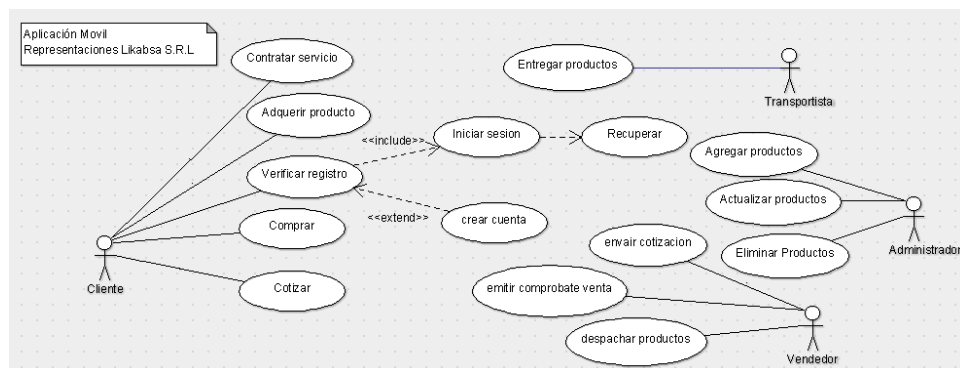 Aplicación Movil
Representaciones Likabsa S.R.L
Contratar servicio
Entregar productos
Transportista
Adquerir producto
<<include>>
Iniciar sesion
Recuperar
Agregar productos
Verificar registro
Actualizar productos
<<extend>>
crear cuenta
Comprar
envair cotizacion
Eliminar Productos
Administrador
Cliente
Cotizar
emitir comprobate venta
despachar productos
Vendedor